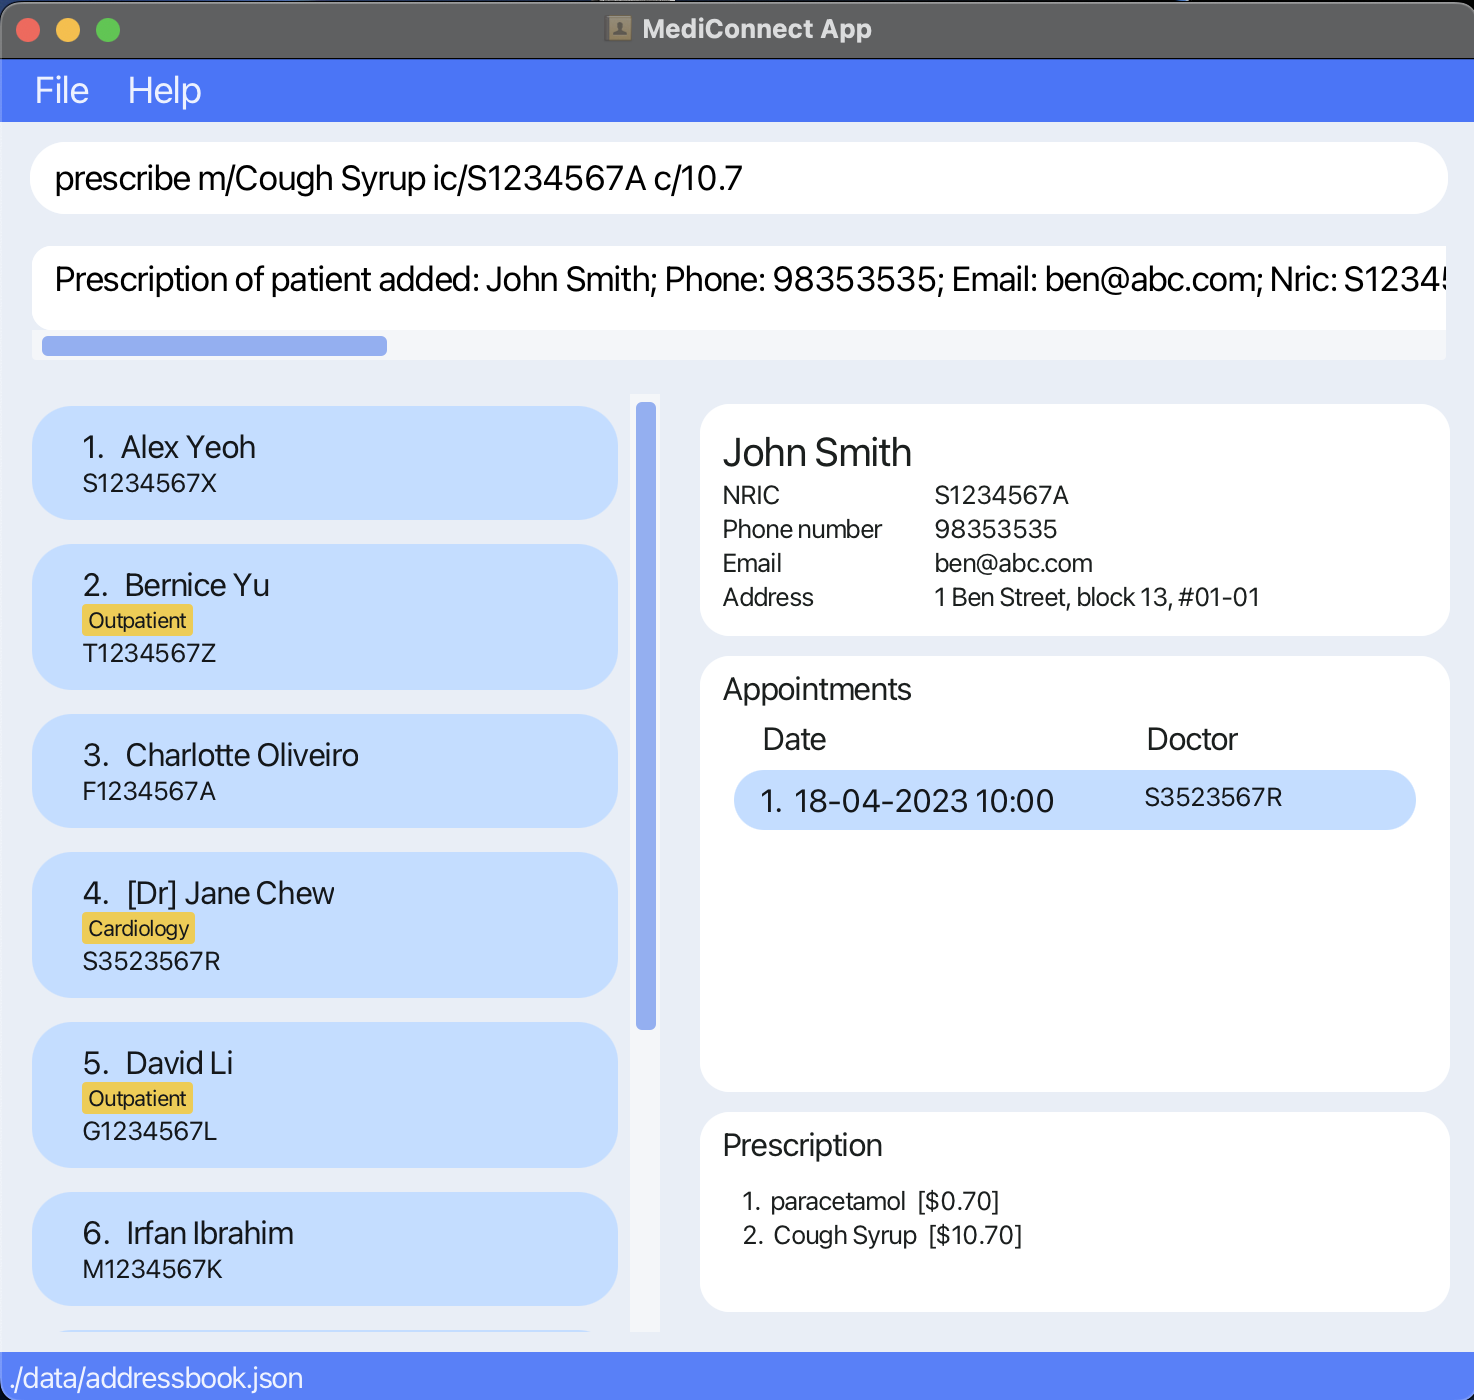 MediConnect App
File Help
prescribe m/Cough Syrup ic/S1234567A c/10.7
Prescription of patient added: John Smith; Phone: 98353535; Email: ben@abc.com; Nric: S1234
1. Alex Yeoh
S1234567X
2. Bernice Yu
Outpatient
T1234567Z
3. Charlotte Oliveiro
F1234567A
4. [Dr] Jane Chew
Cardiology
S3523567R
5. David Li
Outpatient
G1234567L
6. Irfan Ibrahim
M1234567K
John Smith
NRIC S1234567A
Phone number 98353535
Email ben@abc.com
Address 1 Ben Street, block 13, #01-01
Appointments
Date Doctor
1. 18-04-2023 10:00 S3523567R
Prescription
1. paracetamol [$0.70]
2. Cough Syrup [$10.70]
./data/addressbook.json